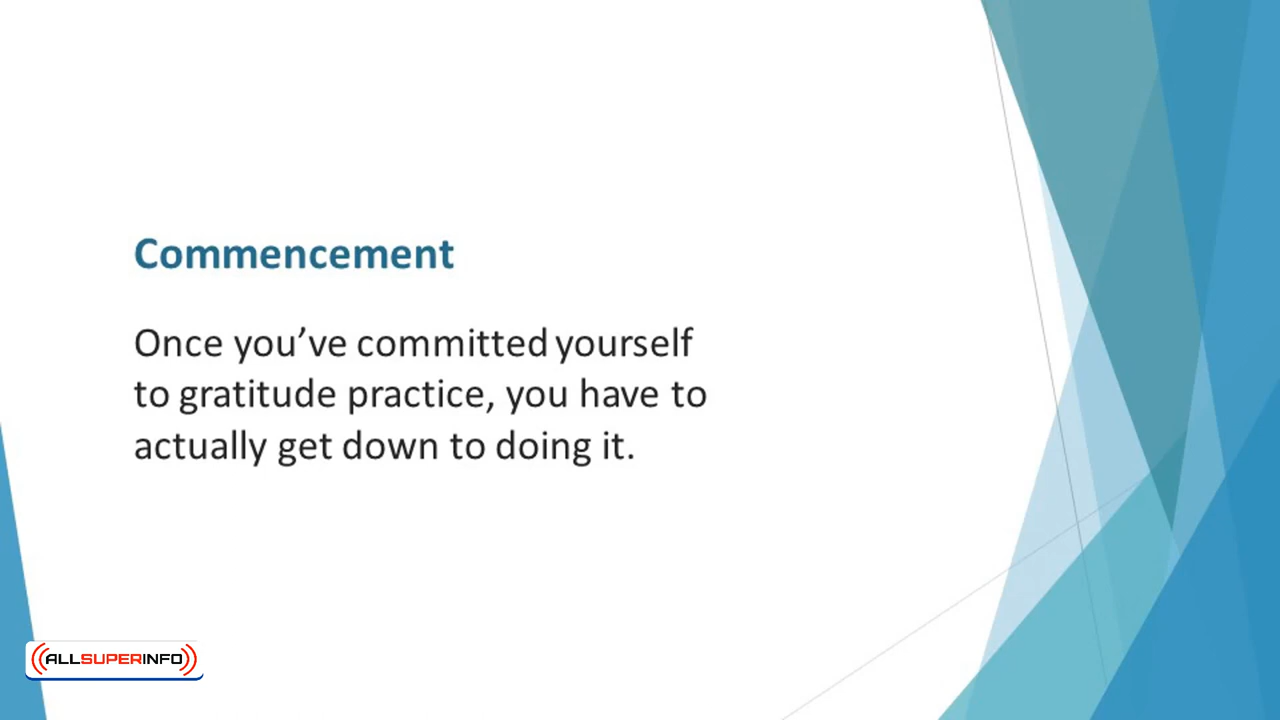 Commencement
Once you’ve committed yourself
to gratitude practice, you have to
actually get down to doing it.
ALLSUPERINFO